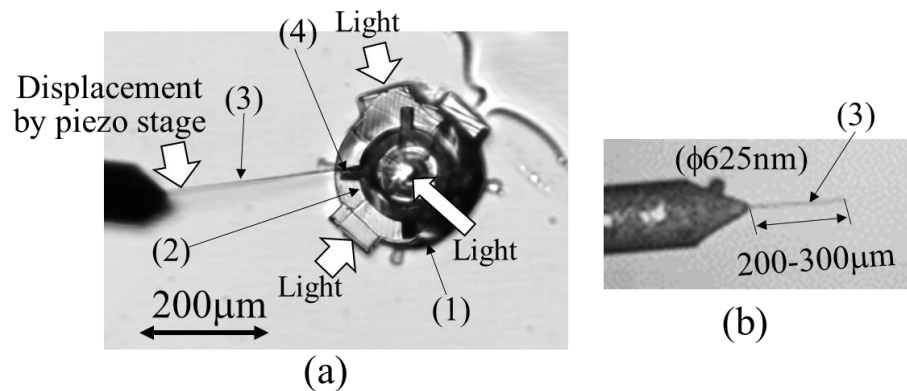 Light
(4)
Displacement
by piezo stage
(3)
(2)
Light
Light
(1)
200μm
(a)
(3)
(ϕ625nm)
200-300μm
(b)